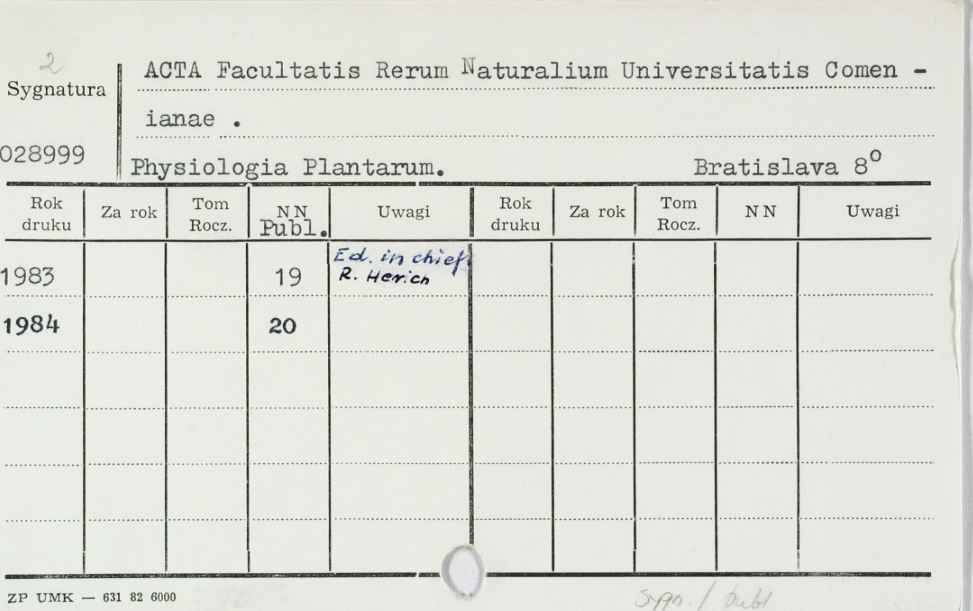 2
Sygnatura
028999
ACTA Facultatis Rerum Naturalium Universitatis Comen -
ianae .
Physiologia Plantarum. Bratislava 8°
Rok druku Za rok Tom Rocz. NN Publ. Uwagi Rok druku Za rok Tom Rocz. NN Uwagi
1983 19 Ed. in chief. R. Herich
1984 20
ZP UMK — 631 82 6000